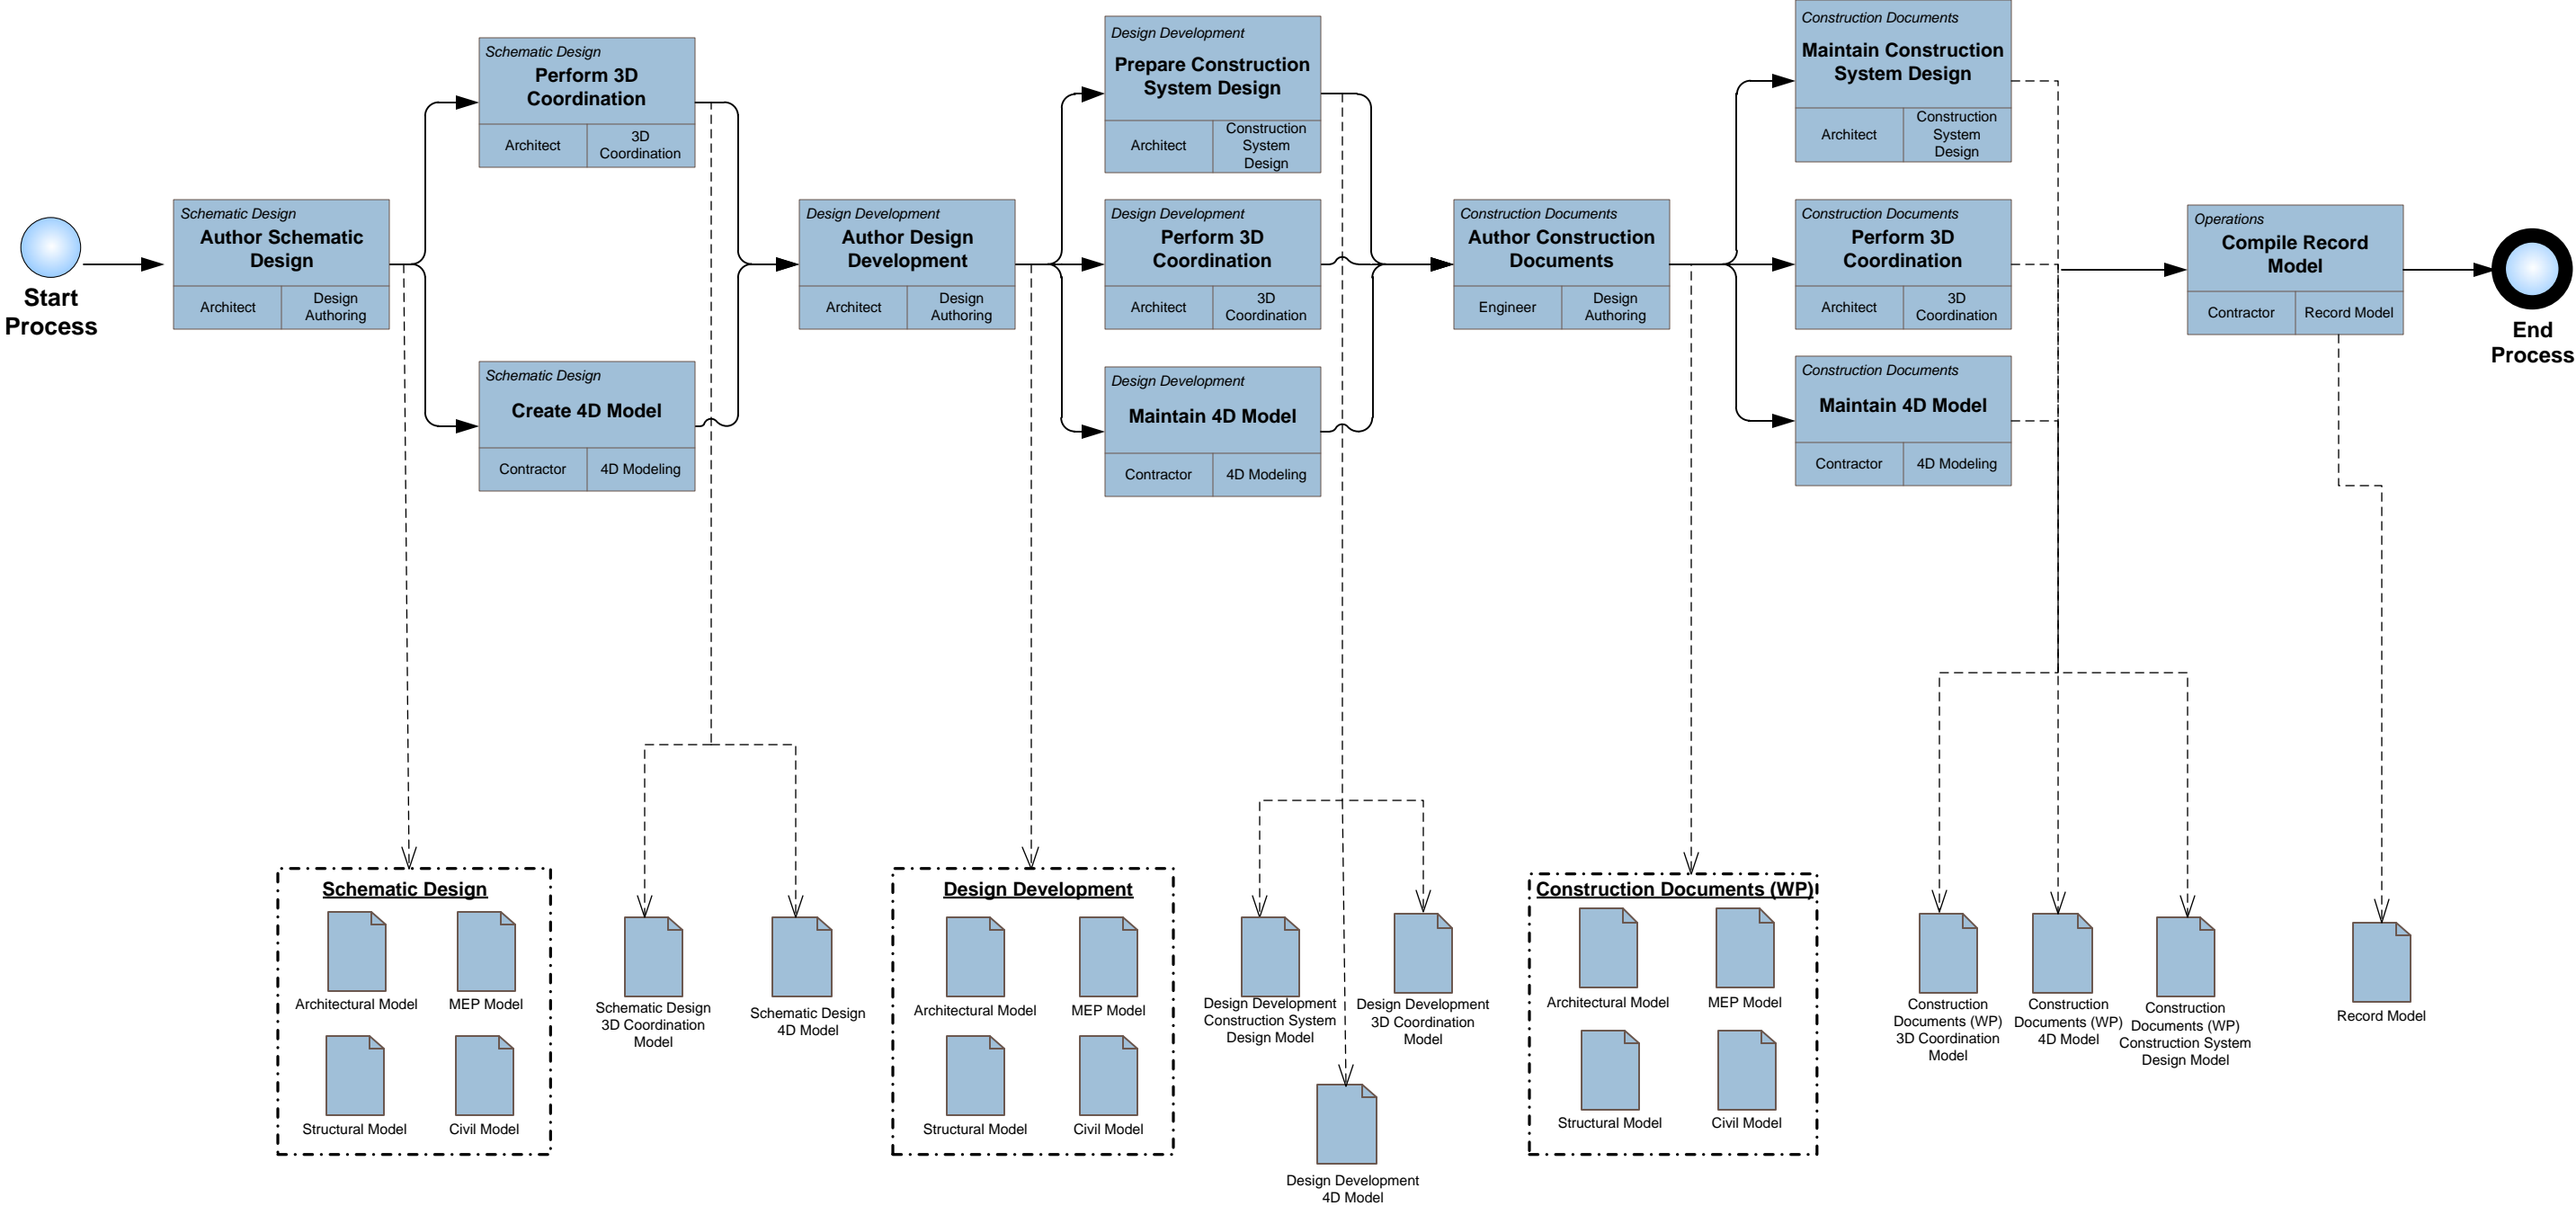 Start
Process
Schematic Design
Author Schematic
Design
Architect
Design
Authoring
Schematic Design
Perform 3D
Coordination
Architect
3D
Coordination
Schematic Design
Create 4D Model
Contractor
4D Modeling
Design Development
Author Design
Development
Architect
Design
Authoring
Design Development
Prepare Construction
System Design
Architect
Construction
System
Design
Design Development
Perform 3D
Coordination
Architect
3D
Coordination
Design Development
Maintain 4D Model
Contractor
4D Modeling
Construction Documents
Author Construction
Documents
Engineer
Design
Authoring
Construction Documents
Maintain Construction
System Design
Architect
Construction
System
Design
Construction Documents
Perform 3D
Coordination
Architect
3D
Coordination
Construction Documents
Maintain 4D Model
Contractor
4D Modeling
Operations
Compile Record
Model
Contractor
Record Model
End
Process
Schematic Design
Architectural Model
MEP Model
Structural Model
Civil Model
Schematic Design
3D Coordination
Model
Schematic Design
4D Model
Design Development
Architectural Model
MEP Model
Structural Model
Civil Model
Design Development
Construction System
Design Model
Design Development
3D Coordination
Model
Design Development
4D Model
Construction Documents (WP)
Architectural Model
MEP Model
Structural Model
Civil Model
Construction
Documents (WP)
3D Coordination
Model
Construction
Documents (WP)
4D Model
Construction
Documents (WP)
Construction System
Design Model
Record Model